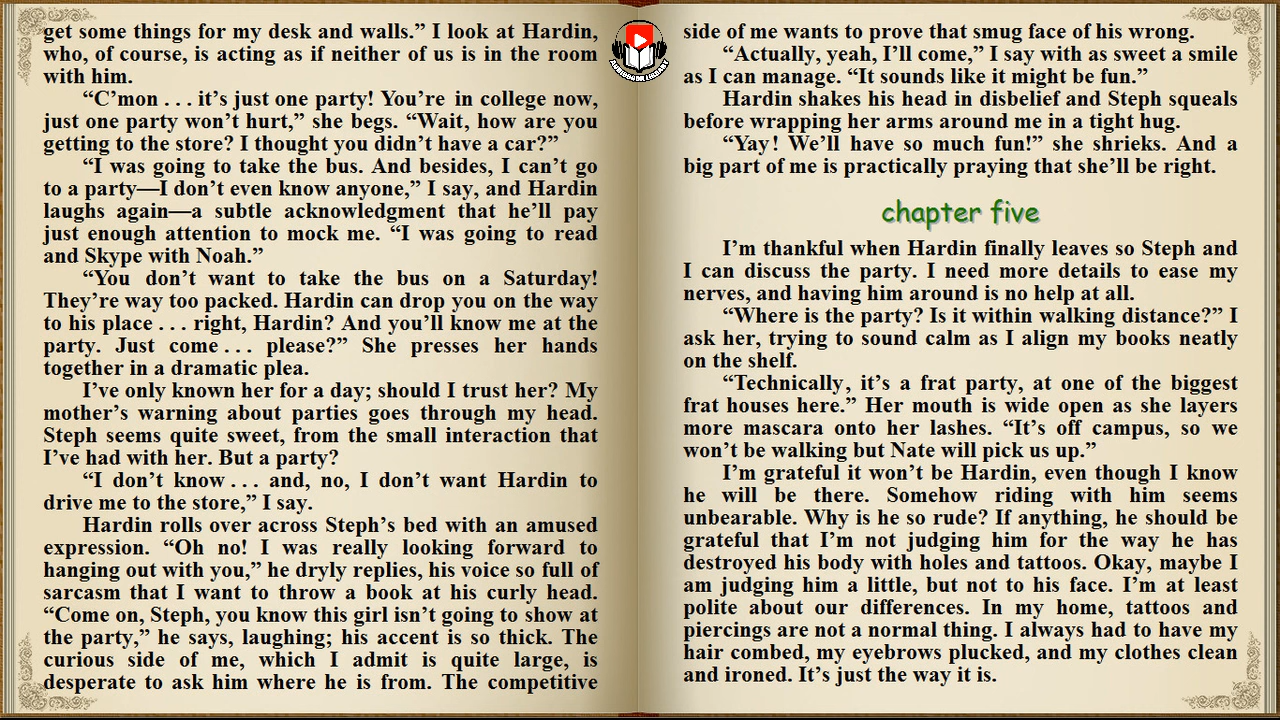 get some things for my desk and walls.” I look at Hardin,
who, of course, is acting as if neither of us is in the room
with him.
“C’mon . . . it’s just one party! You’re in college now,
just one party won’t hurt,” she begs. “Wait, how are you
getting to the store? I thought you didn’t have a car?”
“I was going to take the bus. And besides, I can’t go
to a party—I don’t even know anyone,” I say, and Hardin
laughs again—a subtle acknowledgment that he’ll pay
just enough attention to mock me. “I was going to read
and Skype with Noah.”
“You don’t want to take the bus on a Saturday!
They’re way too packed. Hardin can drop you on the way
to his place . . . right, Hardin? And you’ll know me at the
party. Just come . . . please?” She presses her hands
together in a dramatic plea.
I’ve only known her for a day; should I trust her? My
mother’s warning about parties goes through my head.
Steph seems quite sweet, from the small interaction that
I’ve had with her. But a party?
“I don’t know . . . and, no, I don’t want Hardin to
drive me to the store,” I say.
Hardin rolls over across Steph’s bed with an amused
expression. “Oh no! I was really looking forward to
hanging out with you,” he dryly replies, his voice so full of
sarcasm that I want to throw a book at his curly head.
“Come on, Steph, you know this girl isn’t going to show at
the party,” he says, laughing; his accent is so thick. The
curious side of me, which I admit is quite large, is
desperate to ask him where he is from. The competitive
AUDIOBOOK LIBRARY
side of me wants to prove that smug face of his wrong.
“Actually, yeah, I’ll come,” I say with as sweet a smile
as I can manage. “It sounds like it might be fun.”
Hardin shakes his head in disbelief and Steph squeals
before wrapping her arms around me in a tight hug.
“Yay! We’ll have so much fun!” she shrieks. And a
big part of me is practically praying that she’ll be right.
chapter five
I’m thankful when Hardin finally leaves so Steph and
I can discuss the party. I need more details to ease my
nerves, and having him around is no help at all.
“Where is the party? Is it within walking distance?” I
ask her, trying to sound calm as I align my books neatly
on the shelf.
“Technically, it’s a frat party, at one of the biggest
frat houses here.” Her mouth is wide open as she layers
more mascara onto her lashes. “It’s off campus, so we
won’t be walking but Nate will pick us up.”
I’m grateful it won’t be Hardin, even though I know
he will be there. Somehow riding with him seems
unbearable. Why is he so rude? If anything, he should be
grateful that I’m not judging him for the way he has
destroyed his body with holes and tattoos. Okay, maybe I
am judging him a little, but not to his face. I’m at least
polite about our differences. In my home, tattoos and
piercings are not a normal thing. I always had to have my
hair combed, my eyebrows plucked, and my clothes clean
and ironed. It’s just the way it is.